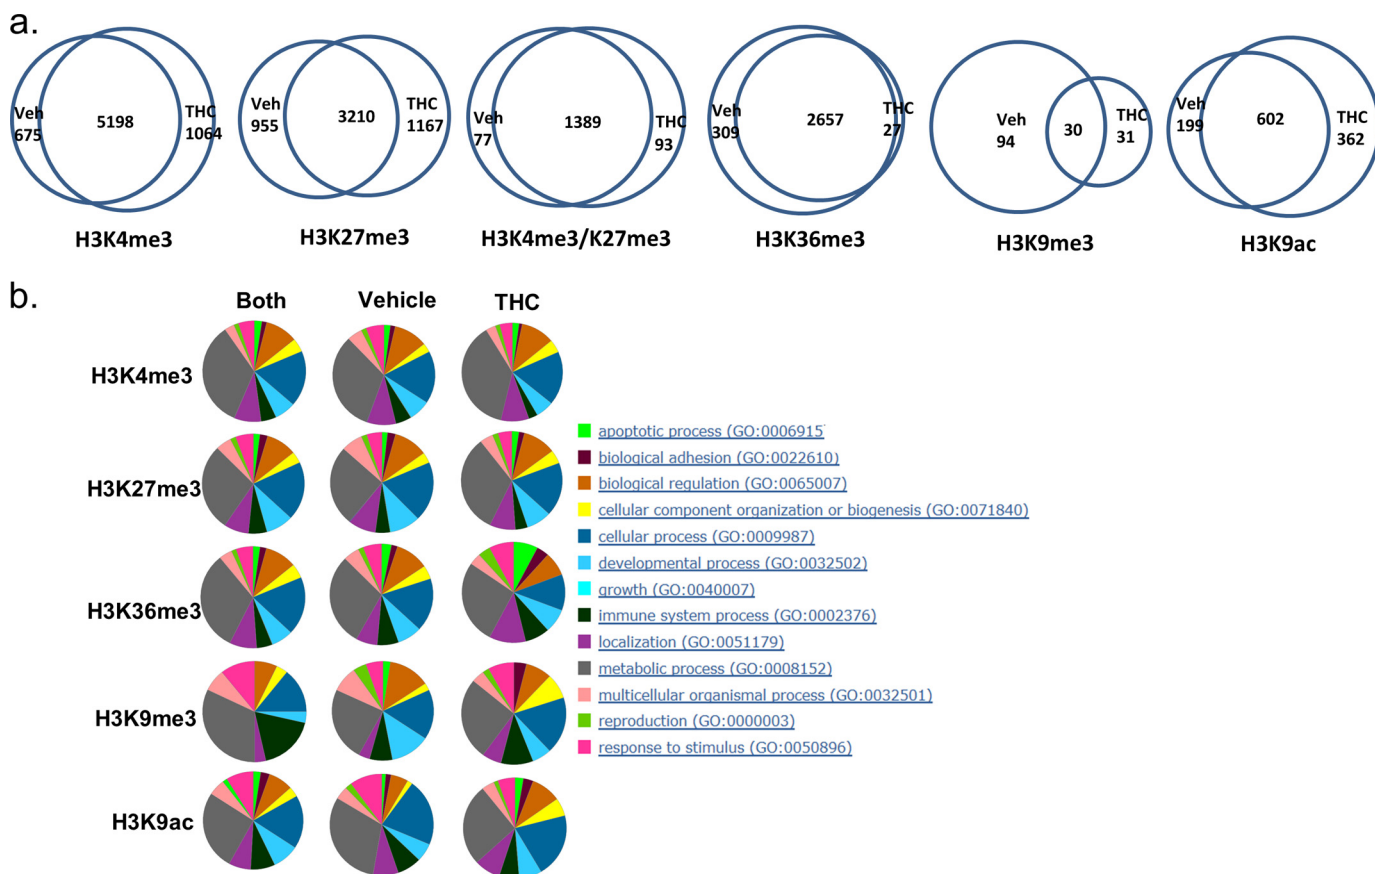 a.
Veh
675
5198
THC
1064
H3K4me3
Veh
955
3210
THC
1167
H3K27me3
Veh
77
1389
THC
93
H3K4me3/K27me3
Veh
309
2657
THC
27
H3K36me3
Veh
94
30
THC
31
H3K9me3
Veh
199
602
THC
362
H3K9ac
b.
Both
Vehicle
THC
H3K4me3
H3K27me3
H3K36me3
H3K9me3
H3K9ac
apoptotic process (GO:0006915
biological adhesion (GO:0022610)
biological regulation (GO:0065007)
cellular component organization or biogenesis (GO:0071840)
cellular process (GO:0009987)
developmental process (GO:0032502)
growth (GO:0040007)
immune system process (GO:0002376)
localization (GO:0051179)
metabolic process (GO:0008152)
multicellular organismal process (GO:0032501)
reproduction (GO:0000003)
response to stimulus (GO:0050896)